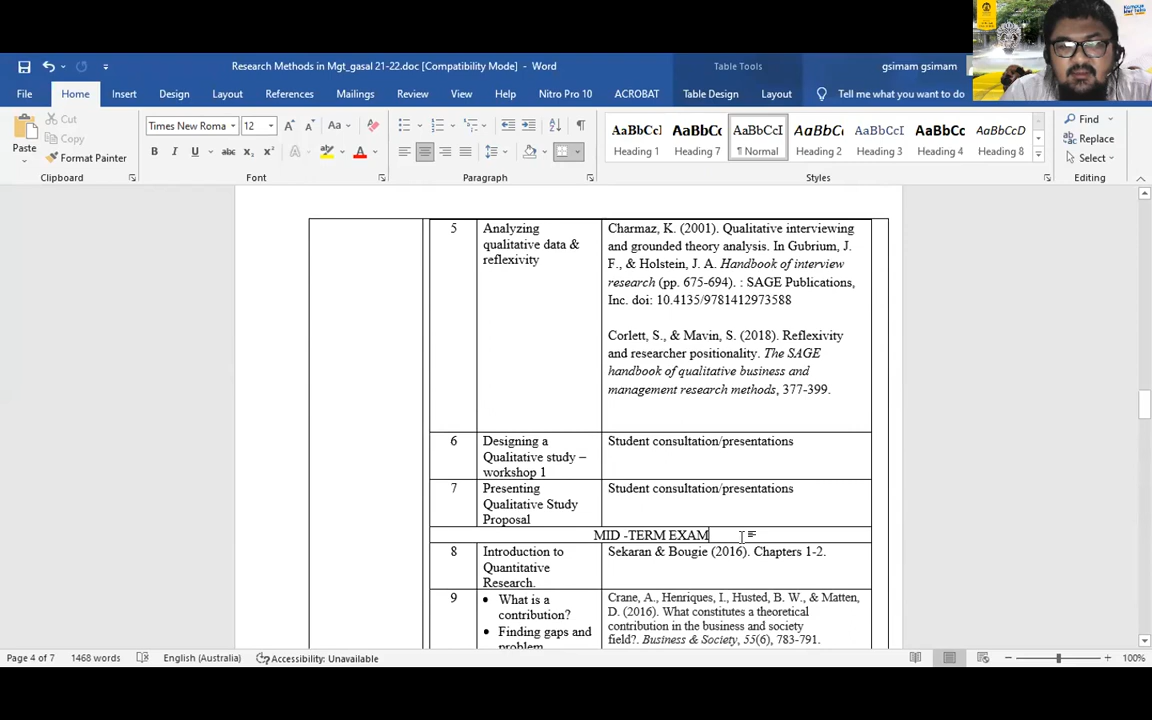 Research Methods in Mgt_gasal 21-22.doc [Compatibility Mode] - Word
Table Tools
gsimam gsimam
File Home Insert Design Layout References Mailings Review View Help Nitro Pro 10 ACROBAT Table Design Layout Tell me what you want to do
Paste
Cut
Copy
Format Painter
Times New Roma 12
AaBbCcI AaBbCc AaBbCcI AaBbCcI AaBbCcI AaBbCcI AaBbCcD
Heading 1 Heading 7 ¶ Normal Heading 2 Heading 3 Heading 4 Heading 8
Find
Replace
Select
Clipboard Font Paragraph Styles Editing
5
Analyzing
qualitative data &
reflexivity
Charmaz, K. (2001). Qualitative interviewing
and grounded theory analysis. In Gubrium, J.
F., & Holstein, J. A. Handbook of interview
research (pp. 675-694). : SAGE Publications,
Inc. doi: 10.4135/9781412973588
Corlett, S., & Mavin, S. (2018). Reflexivity
and researcher positionality. The SAGE
handbook of qualitative business and
management research methods, 377-399.
6
Designing a
Qualitative study –
workshop 1
Student consultation/presentations
7
Presenting
Qualitative Study
Proposal
Student consultation/presentations
MID -TERM EXAM
8
Introduction to
Quantitative
Research.
Sekaran & Bougie (2016). Chapters 1-2.
9
• What is a
contribution?
• Finding gaps and
problem
Crane, A., Henriques, I., Husted, B. W., & Matten,
D. (2016). What constitutes a theoretical
contribution in the business and society
field?. Business & Society, 55(6), 783-791.
Page 4 of 7 1468 words English (Australia) Accessibility: Unavailable 100%